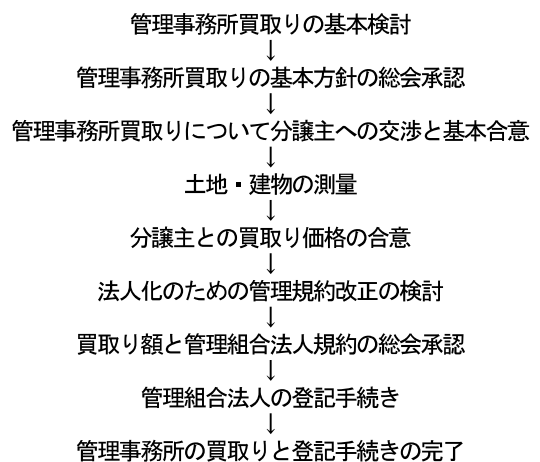 管理事務所買取りの基本検討
↓
管理事務所買取りの基本方針の総会承認
↓
管理事務所買取りについて分譲主への交渉と基本合意
↓
土地・建物の測量
↓
分譲主との買取り価格の合意
↓
法人化のための管理規約改正の検討
↓
買取り額と管理組合法人規約の総会承認
↓
管理組合法人の登記手続き
↓
管理事務所の買取りと登記手続きの完了